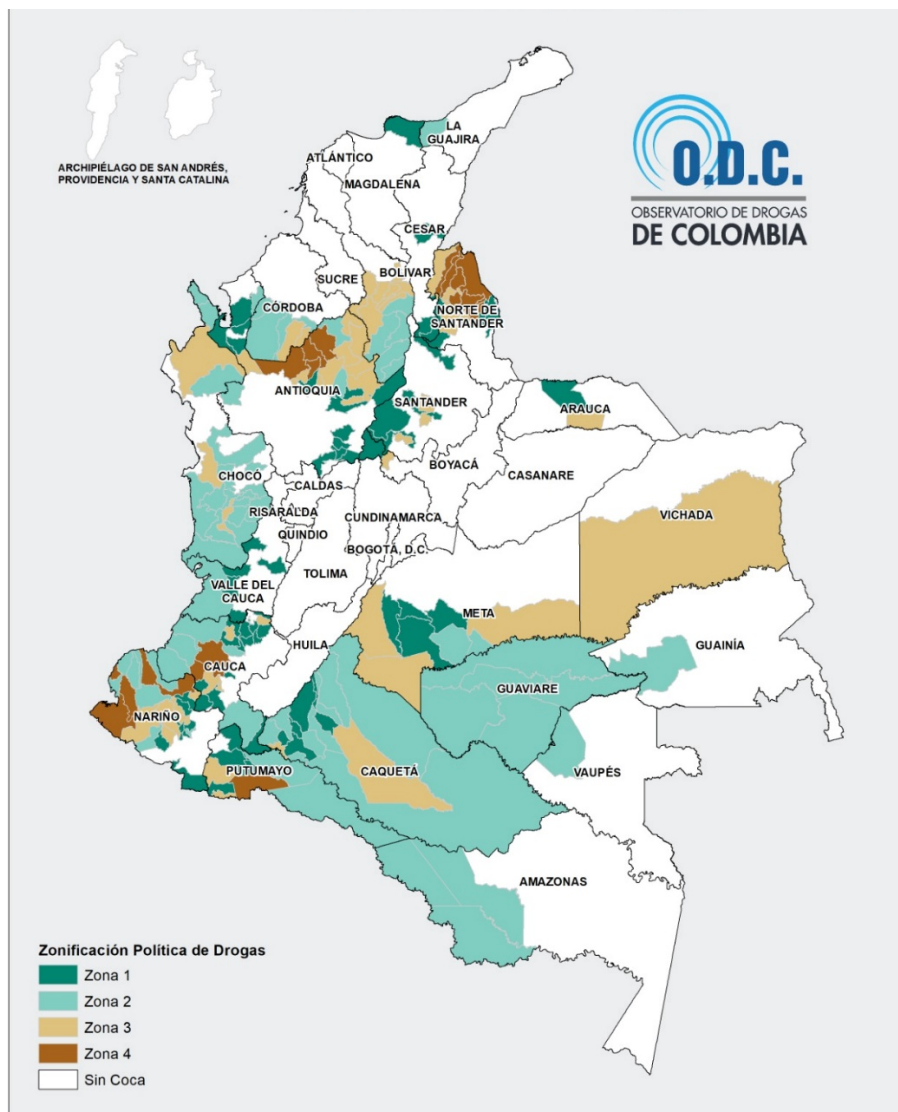 ARCHIPIÉLAGO DE SAN ANDRÉS,
PROVIDENCIA Y SANTA CATALINA
O.D.C.
OBSERVATORIO DE DROGAS
DE COLOMBIA
LA
GUAJIRA
ATLÁNTICO
MAGDALENA
CESAR
BOLÍVAR
SUCRE
CÓRDOBA
NORTE DE
SANTANDER
ANTIOQUIA
SANTANDER
ARAUCA
BOYACÁ
CHOCÓ
CALDAS
CASANARE
RISARALDA
CUNDINAMARCA
VICHADA
QUINDIO
BOGOTÁ, D.C.
TOLIMA
VALLE DEL
CAUCA
META
HUILA
GUAINÍA
CAUCA
GUAVIARE
NARIÑO
PUTUMAYO
CAQUETÁ
VAUPÉS
AMAZONAS
Zonificación Política de Drogas
Zona 1
Zona 2
Zona 3
Zona 4
Sin Coca